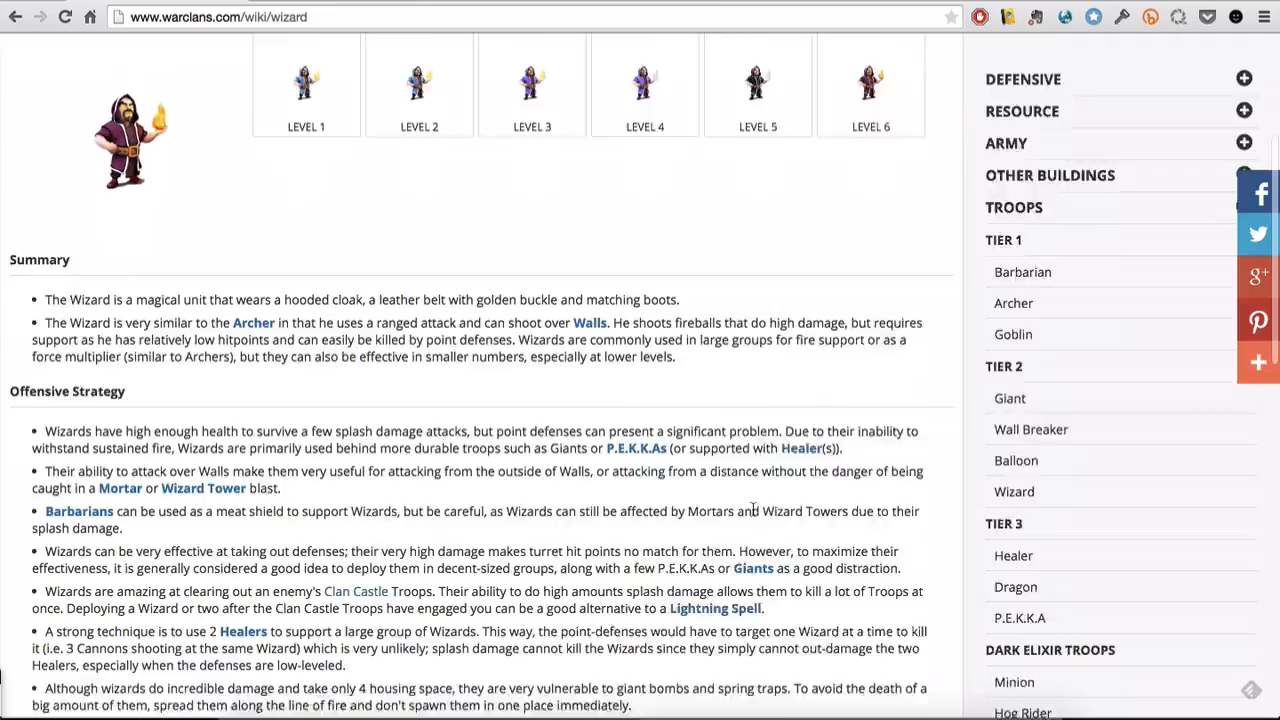 www.warclans.com/wiki/wizard
LEVEL 1 LEVEL 2 LEVEL 3 LEVEL 4 LEVEL 5 LEVEL 6
Summary
• The Wizard is a magical unit that wears a hooded cloak, a leather belt with golden buckle and matching boots.
• The Wizard is very similar to the Archer in that he uses a ranged attack and can shoot over Walls. He shoots fireballs that do high damage, but requires
support as he has relatively low hitpoints and can easily be killed by point defenses. Wizards are commonly used in large groups for fire support or as a
force multiplier (similar to Archers), but they can also be effective in smaller numbers, especially at lower levels.
Offensive Strategy
• Wizards have high enough health to survive a few splash damage attacks, but point defenses can present a significant problem. Due to their inability to
withstand sustained fire, Wizards are primarily used behind more durable troops such as Giants or P.E.K.K.As (or supported with Healer(s)).
• Their ability to attack over Walls make them very useful for attacking from the outside of Walls, or attacking from a distance without the danger of being
caught in a Mortar or Wizard Tower blast.
• Barbarians can be used as a meat shield to support Wizards, but be careful, as Wizards can still be affected by Mortars and Wizard Towers due to their
splash damage.
• Wizards can be very effective at taking out defenses; their very high damage makes turret hit points no match for them. However, to maximize their
effectiveness, it is generally considered a good idea to deploy them in decent-sized groups, along with a few P.E.K.K.As or Giants as a good distraction.
• Wizards are amazing at clearing out an enemy's Clan Castle Troops. Their ability to do high amounts splash damage allows them to kill a lot of Troops at
once. Deploying a Wizard or two after the Clan Castle Troops have engaged you can be a good alternative to a Lightning Spell.
• A strong technique is to use 2 Healers to support a large group of Wizards. This way, the point-defenses would have to target one Wizard at a time to kill
it (i.e. 3 Cannons shooting at the same Wizard) which is very unlikely; splash damage cannot kill the Wizards since they simply cannot out-damage the two
Healers, especially when the defenses are low-leveled.
• Although wizards do incredible damage and take only 4 housing space, they are very vulnerable to giant bombs and spring traps. To avoid the death of a
big amount of them, spread them along the line of fire and don't spawn them in one place immediately.
DEFENSIVE
RESOURCE
ARMY
OTHER BUILDINGS
TROOPS
TIER 1
Barbarian
Archer
Goblin
TIER 2
Giant
Wall Breaker
Balloon
Wizard
TIER 3
Healer
Dragon
P.E.K.K.A
DARK ELIXIR TROOPS
Minion
Hog Rider